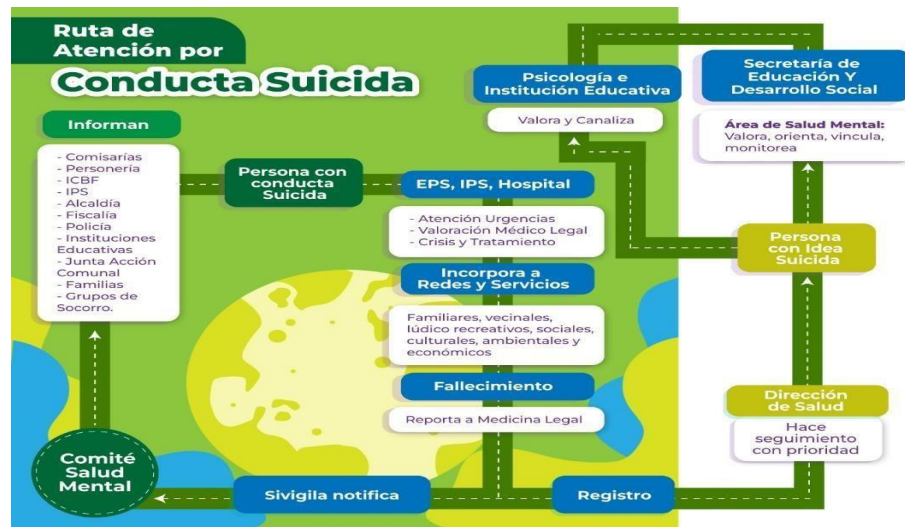 Ruta de
Atención por
Conducta Suicida
Informan
- Comisarías
- Personería
- ICBF
- IPS
- Alcaldía
- Fiscalía
- Policía
- Instituciones
Educativas
- Junta Acción
Comunal
- Familias
- Grupos de
Socorro.
Comité
Salud
Mental
Persona con
conducta
Suicida
EPS, IPS, Hospital
- Atención Urgencias
- Valoración Médico Legal
- Crisis y Tratamiento
Incorpora a
Redes y Servicios
Familiares, vecinales,
lúdico recreativos, sociales,
culturales, ambientales y
económicos
Fallecimiento
Reporta a Medicina Legal
Sivigila notifica
Registro
Psicología e
Institución Educativa
Valora y Canaliza
Secretaría de
Educación Y
Desarrollo Social
Área de Salud Mental:
Valora, orienta, vincula,
monitorea
Persona
con Idea
Suicida
Dirección
de Salud
Hace
seguimiento
con prioridad